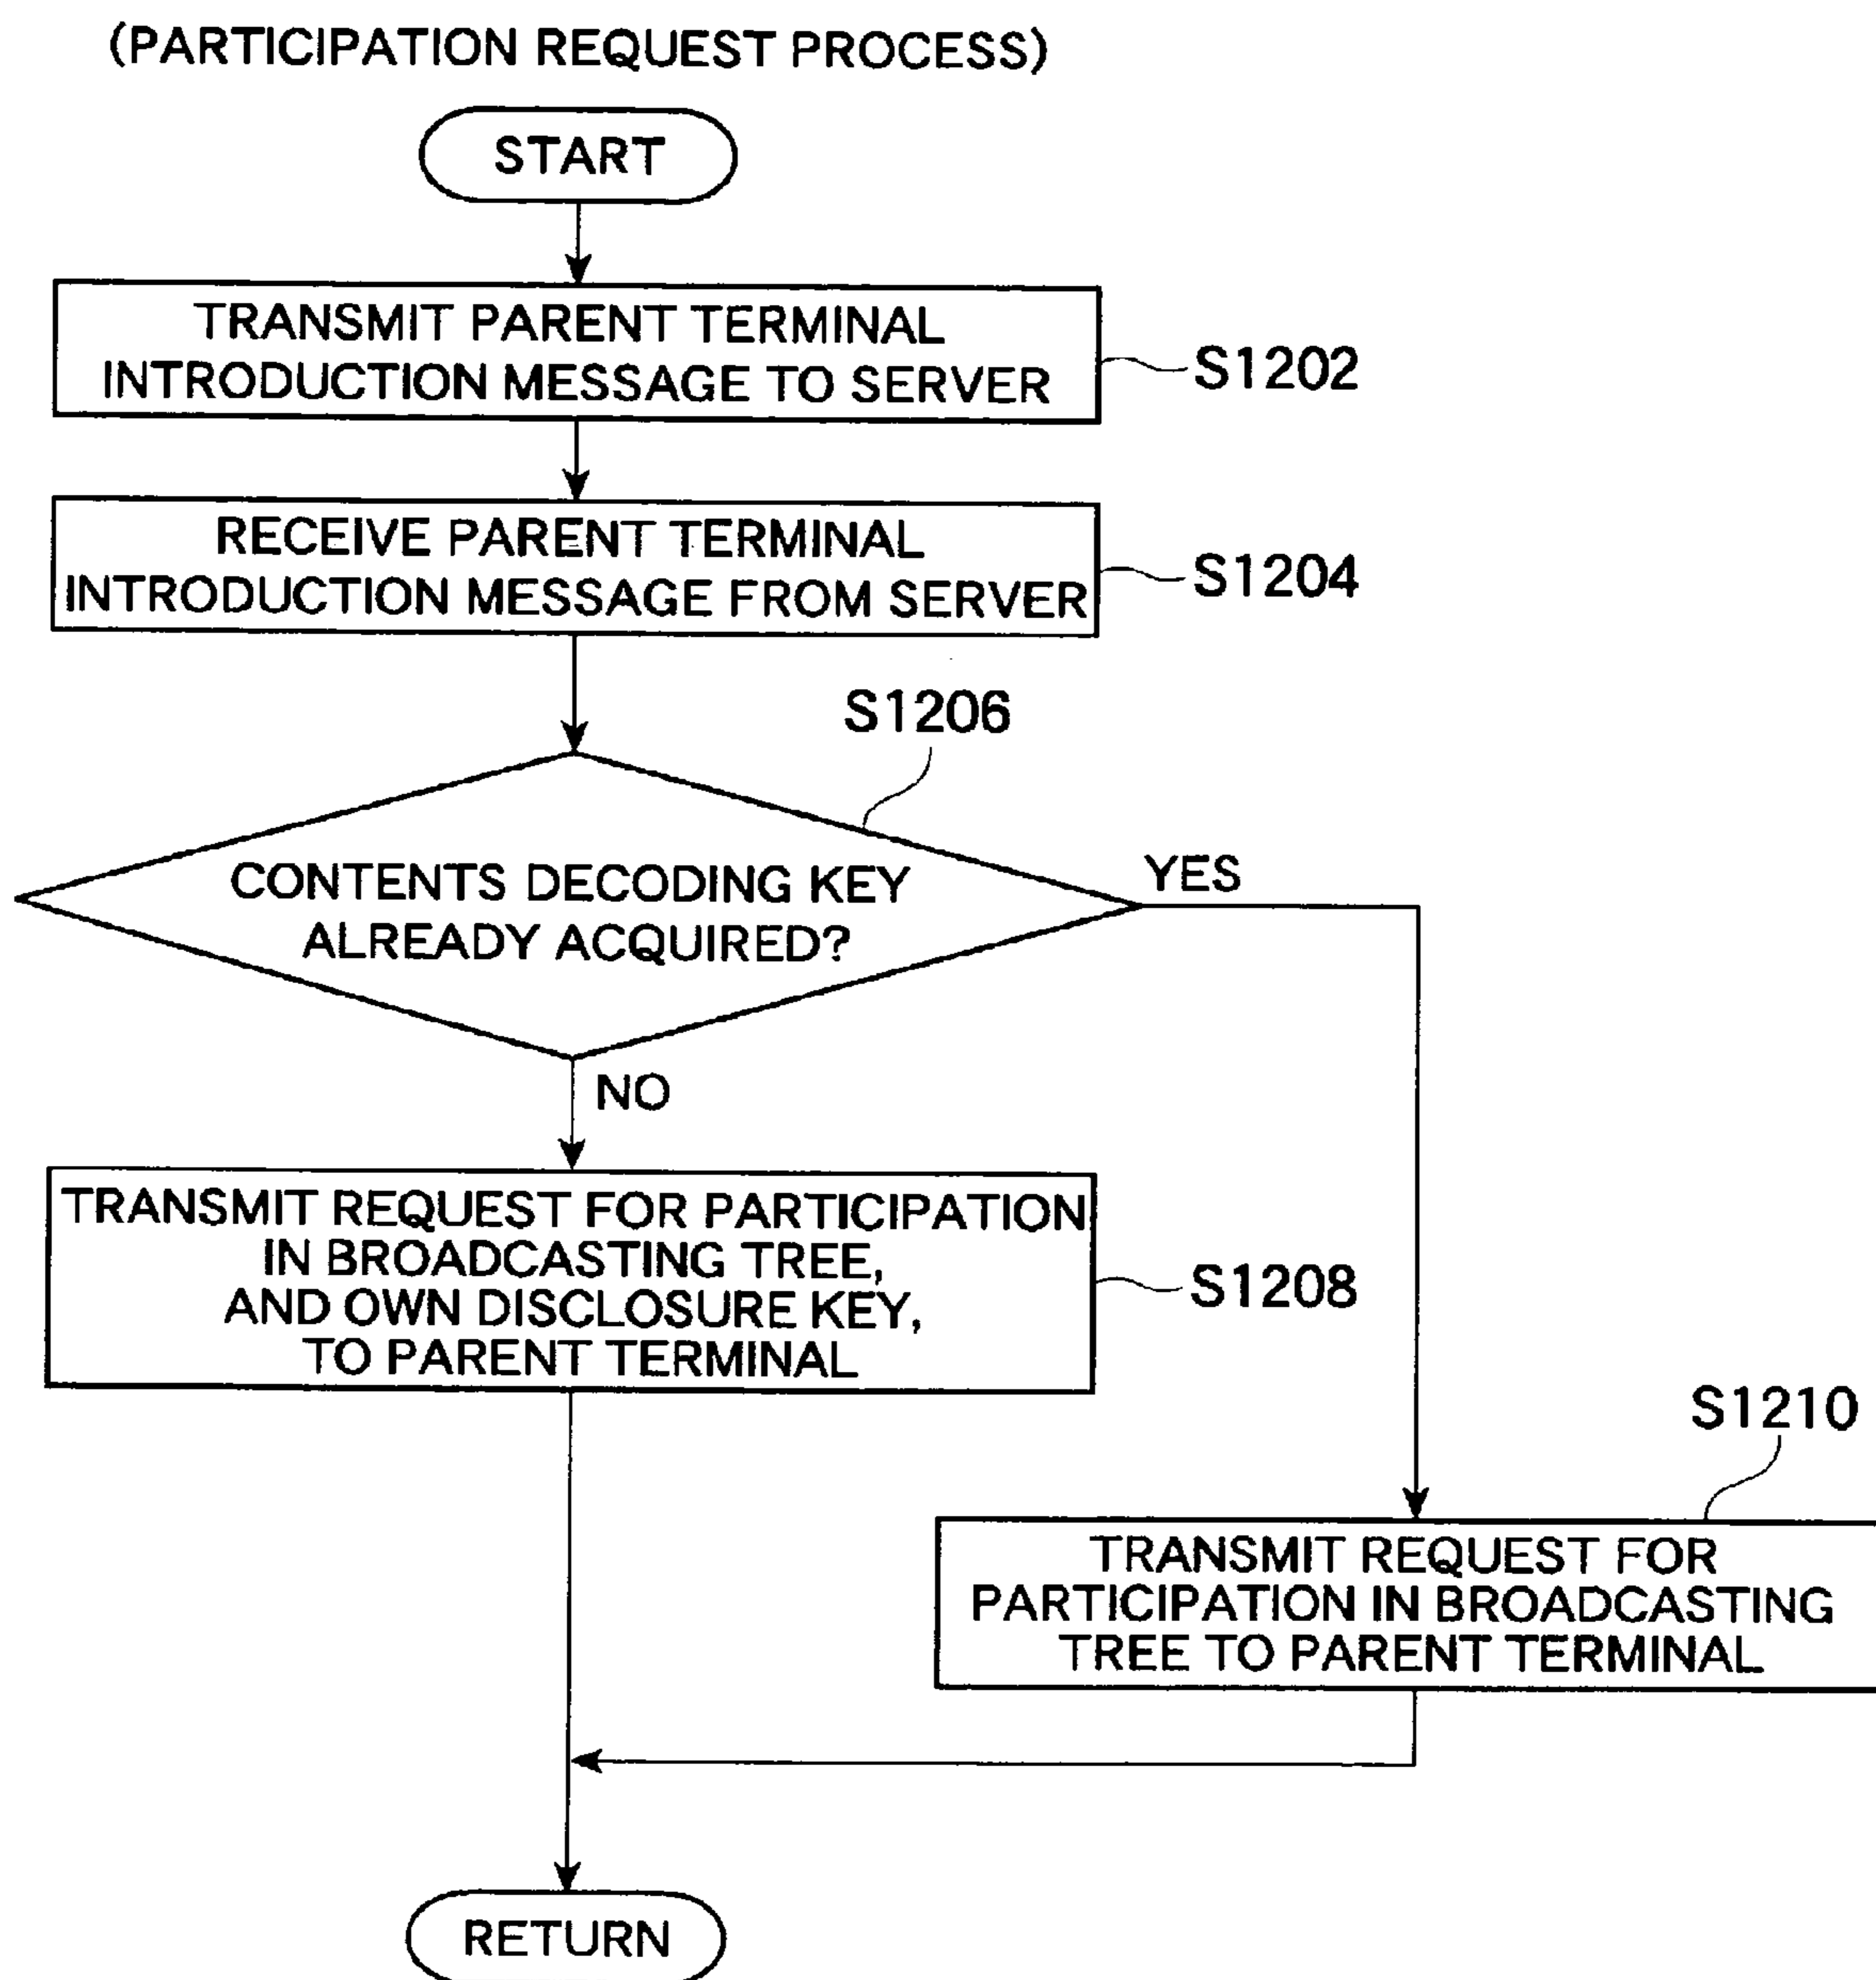 (PARTICIPATION REQUEST PROCESS)
START
TRANSMIT PARENT TERMINAL
INTRODUCTION MESSAGE TO SERVER
S1202
RECEIVE PARENT TERMINAL
INTRODUCTION MESSAGE FROM SERVER
S1204
S1206
CONTENTS DECODING KEY
ALREADY ACQUIRED?
YES
NO
TRANSMIT REQUEST FOR PARTICIPATION
IN BROADCASTING TREE,
AND OWN DISCLOSURE KEY,
TO PARENT TERMINAL
S1208
S1210
TRANSMIT REQUEST FOR
PARTICIPATION IN BROADCASTING
TREE TO PARENT TERMINAL
RETURN